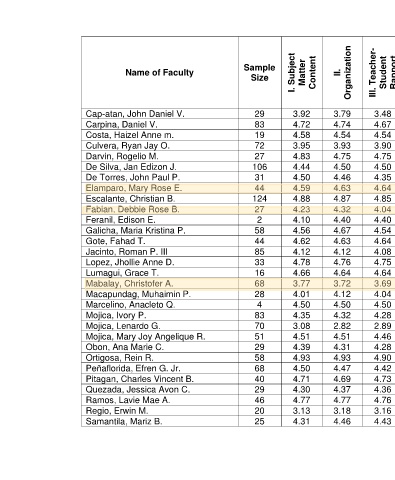 Name of Faculty Sample Size I. Subject Matter Content II. Organization III. Teacher-Student
Cap-atan, John Daniel V. 29 3.92 3.79 3.48
Carpina, Daniel V. 83 4.72 4.74 4.67
Costa, Haizel Anne m. 19 4.58 4.54 4.54
Culvera, Ryan Jay O. 72 3.95 3.93 3.90
Darvin, Rogelio M. 27 4.83 4.75 4.75
De Silva, Jan Edizon J. 106 4.44 4.50 4.50
De Torres, John Paul P. 31 4.50 4.46 4.35
Elamparo, Mary Rose E. 44 4.59 4.63 4.64
Escalante, Christian B. 124 4.88 4.87 4.85
Fabian, Debbie Rose B. 27 4.23 4.32 4.04
Feranil, Edison E. 2 4.10 4.40 4.40
Galicha, Maria Kristina P. 58 4.56 4.67 4.54
Gote, Fahad T. 44 4.62 4.63 4.64
Jacinto, Roman P. III 85 4.12 4.12 4.08
Lopez, Jhollie Anne D. 33 4.78 4.76 4.75
Lumagui, Grace T. 16 4.66 4.64 4.64
Mabalay, Christofer A. 68 3.77 3.72 3.69
Macapundag, Muhaimin P. 28 4.01 4.12 4.04
Marcelino, Anacleto Q. 4 4.50 4.50 4.50
Mojica, Ivory P. 83 4.35 4.32 4.28
Mojica, Lenardo G. 70 3.08 2.82 2.89
Mojica, Mary Joy Angelique R. 51 4.51 4.51 4.46
Obon, Ana Marie C. 29 4.39 4.31 4.28
Ortigosa, Rein R. 58 4.93 4.93 4.90
Peñaflorida, Efren G. Jr. 68 4.50 4.47 4.42
Pitagan, Charles Vincent B. 40 4.71 4.69 4.73
Quezada, Jessica Avon C. 29 4.30 4.37 4.36
Ramos, Lavie Mae A. 46 4.77 4.77 4.76
Regio, Erwin M. 20 3.13 3.18 3.16
Samantila, Mariz B. 25 4.31 4.46 4.43